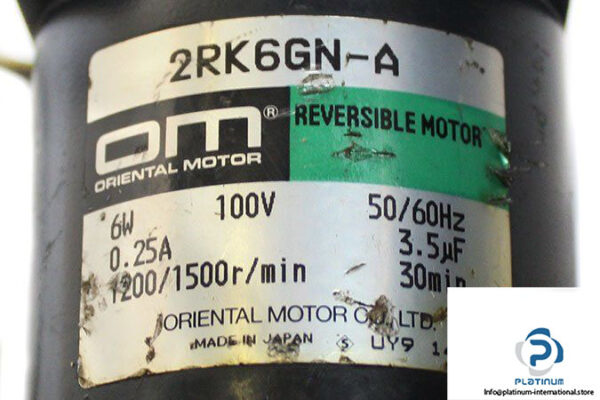 2RK6GN-A
om® REVERSIBLE MOTOR
ORIENTAL MOTOR
6W 100V 50/60Hz
0.25A 3.5µF
1200/1500r/min 30min
ORIENTAL MOTOR CO., LTD.
MADE IN JAPAN S UY9
PLATINUM
Info@platinum-international.store